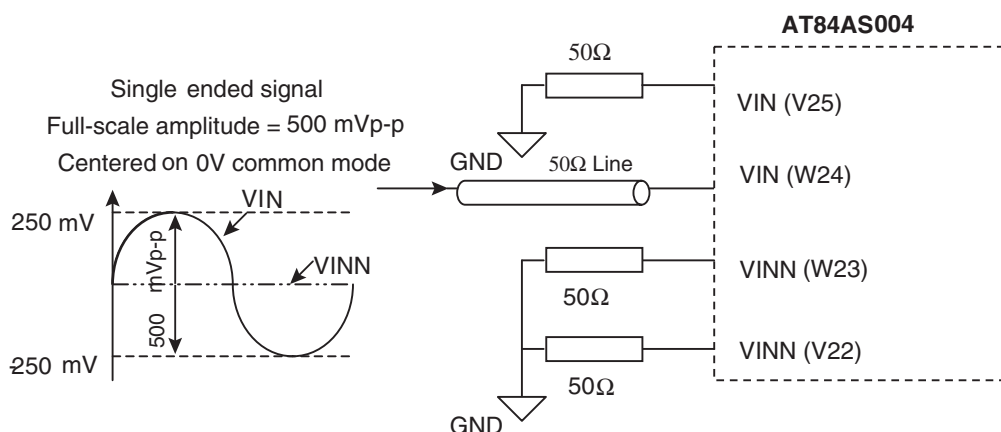 AT84AS004
50Ω
Single ended signal
Full-scale amplitude = 500 mVp-p
Centered on 0V common mode
VIN (V25)
GND
50Ω Line
VIN (W24)
VIN
250 mV
500 mVp-p
VINN
VINN (W23)
50Ω
-250 mV
VINN (V22)
50Ω
GND